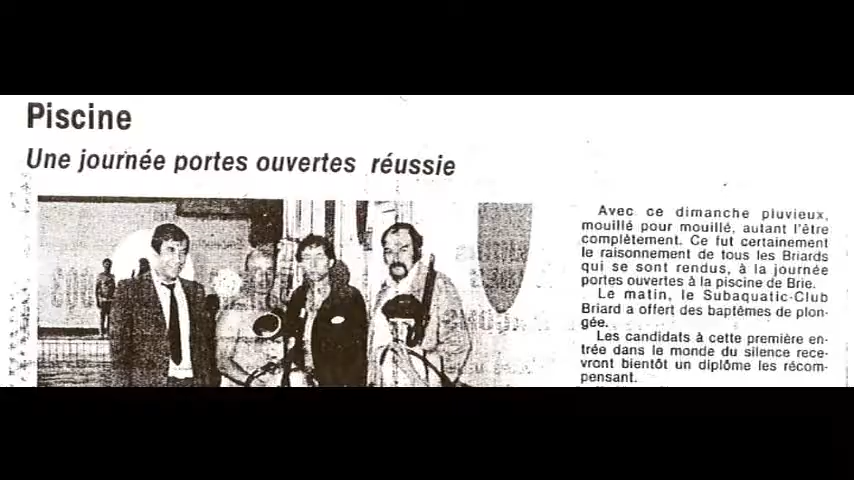 Piscine
Une journée portes ouvertes réussie
Avec ce dimanche pluvieux,
mouillé pour mouillé, autant l'être
complètement. Ce fut certainement
le raisonnement de tous les Briards
qui se sont rendus, à la journée
portes ouvertes à la piscine de Brie.
Le matin, le Subaquatic-Club
Briard a offert des baptêmes de plon-
gée.
Les candidats à cette première en-
trée dans le monde du silence rece-
vront bientôt un diplôme les récom-
pensant.